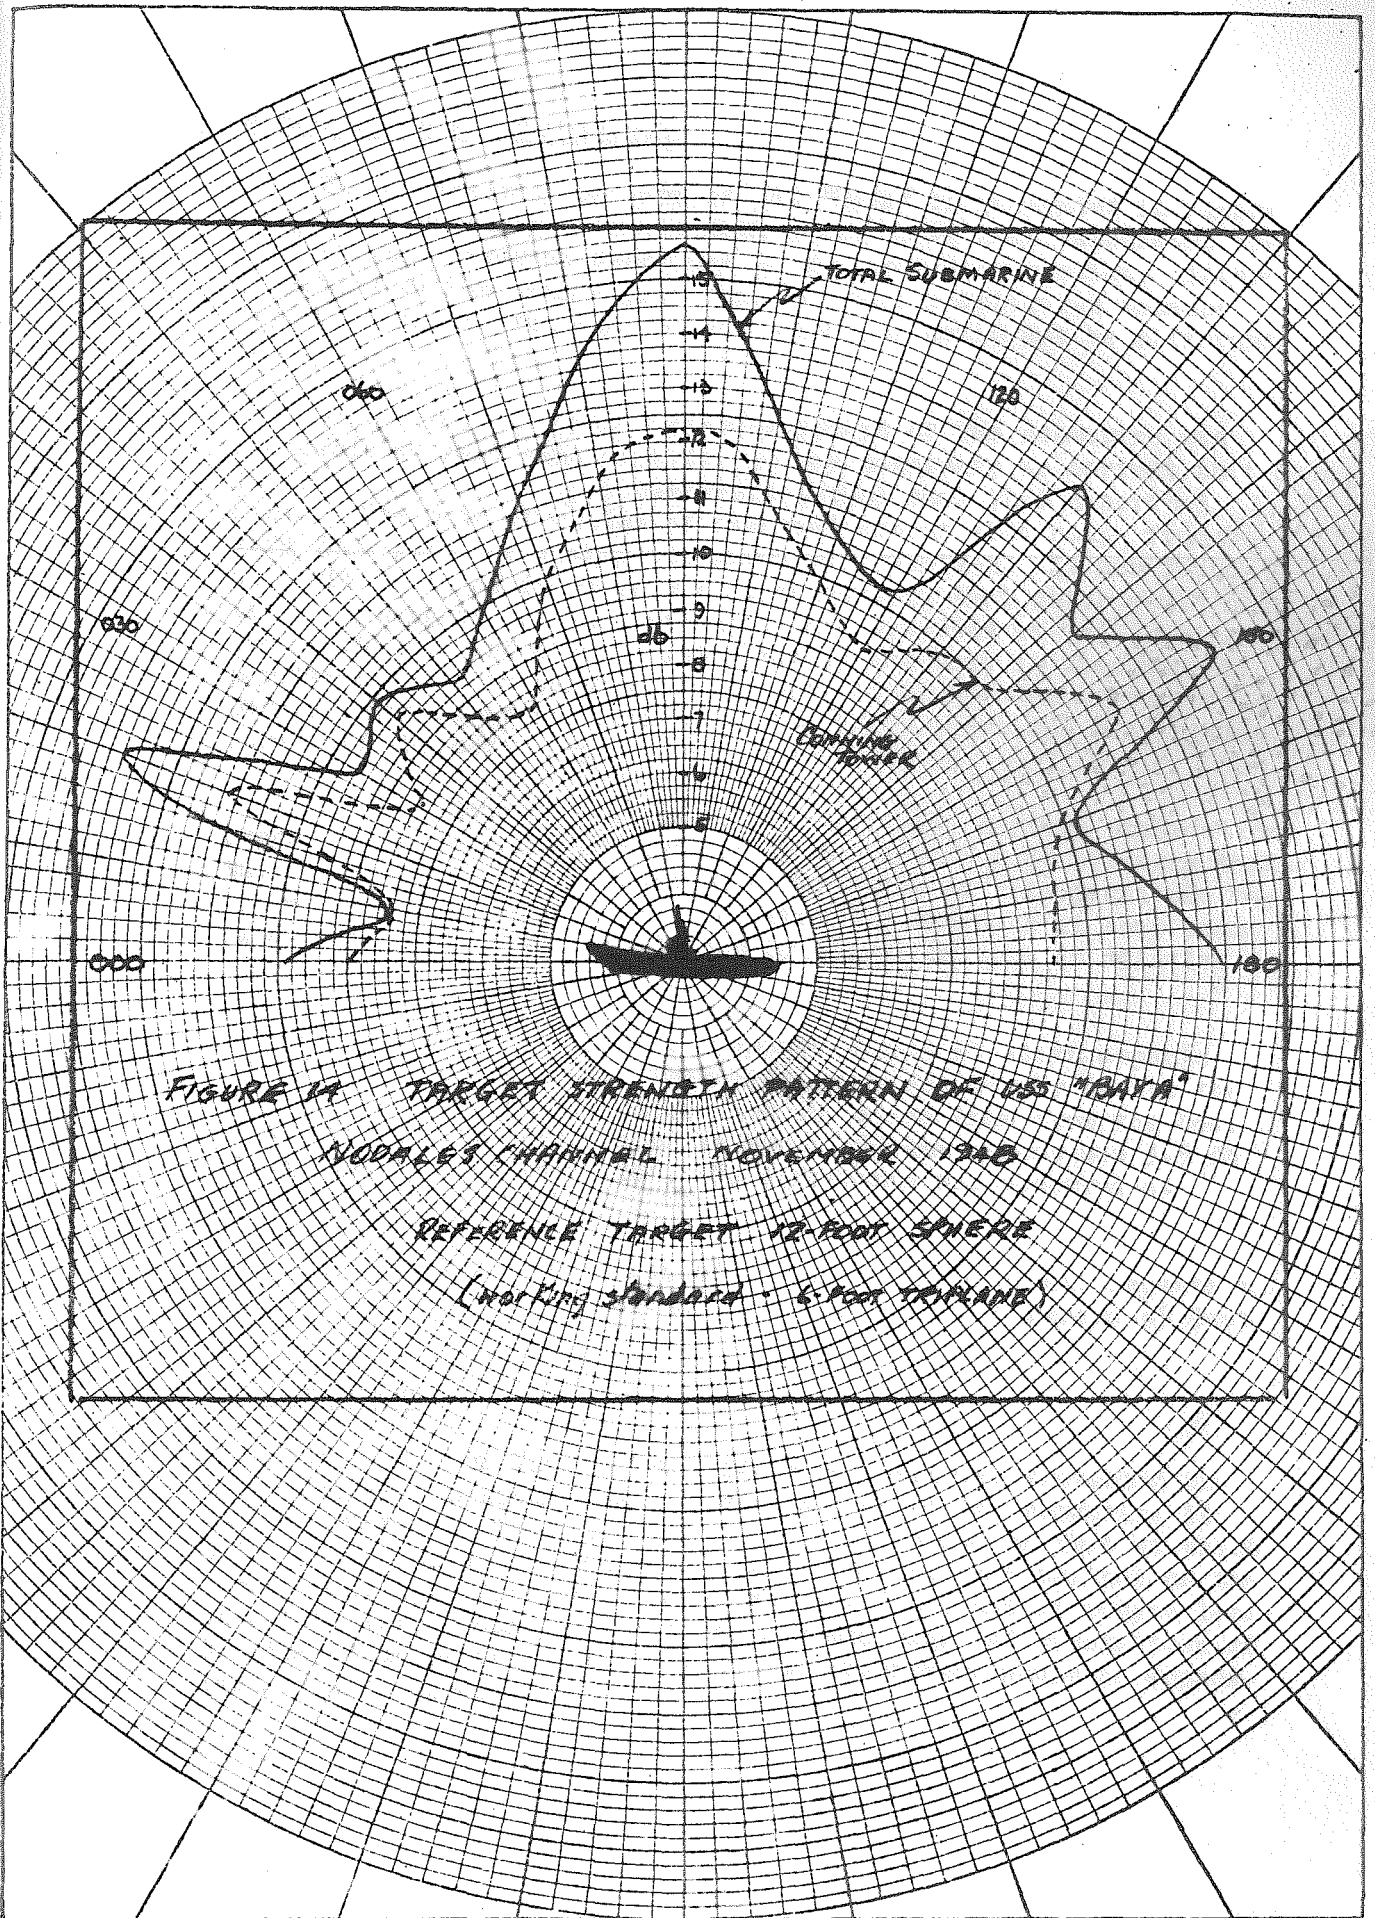 TOTAL SUBMARINE
15
14
060
13
120
12
11
10
9
030
db
150
8
7
CONNING
TOWER
6
5
000
180
FIGURE 14 TARGET STRENGTH PATTERN OF USS "BAYA"
NODALES CHANNEL NOVEMBER 1948
REFERENCE TARGET 12-FOOT SPHERE
(working standard - 6-FOOT TRIPLANE)